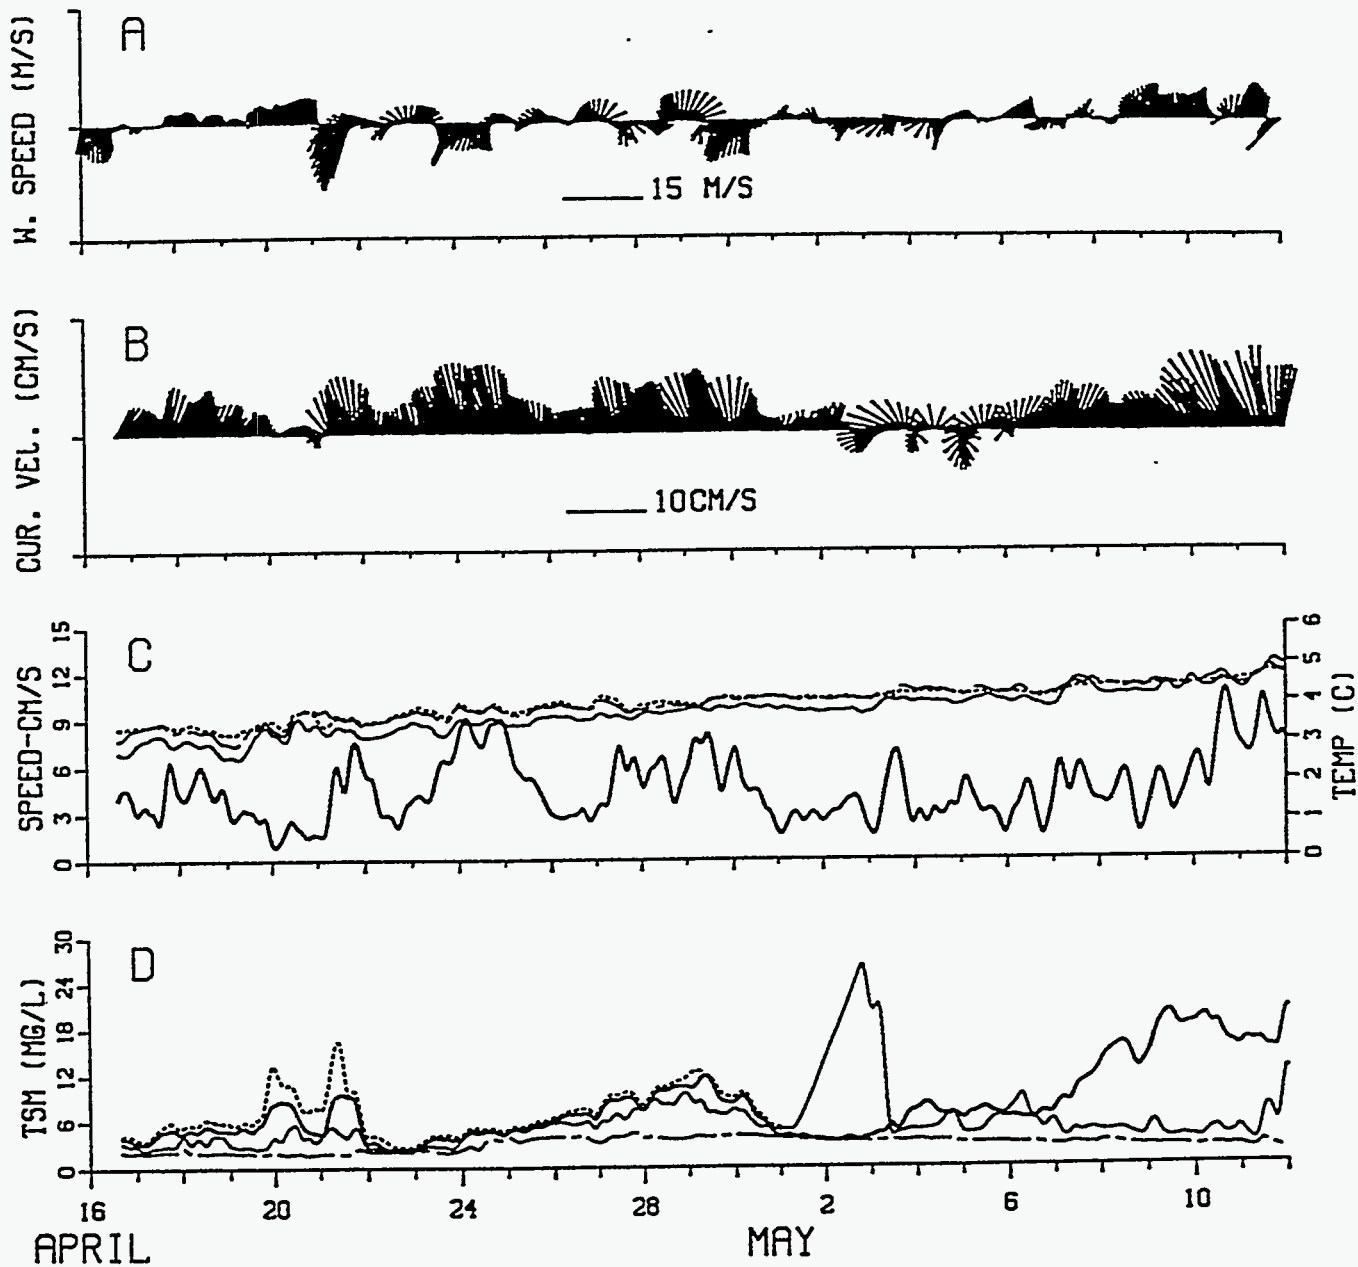 A
W. SPEED (M/S)
15 M/S
B
CUR. VEL. (CM/S)
10CM/S
C
SPEED-CM/S
0 3 6 9 12 15
TEMP (C)
0 1 2 3 4 5 6
D
TSM (MG/L)
0 6 12 18 24 30
16 20 24 28 2 6 10
APRIL MAY